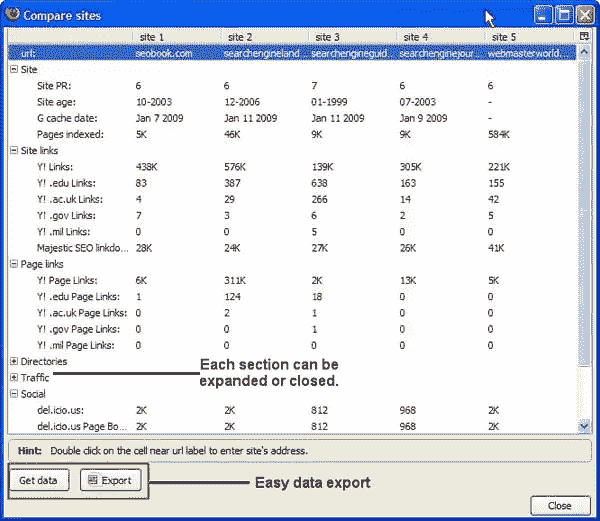 Compare sites
site 1 site 2 site 3 site 4 site 5
url: seobook.com searchengineland... searchengineguid... searchenginejour... webmasterworld...
Site
Site PR: 6 6 7 6 6
Site age: 10-2003 12-2006 01-1999 07-2003 -
G cache date: Jan 7 2009 Jan 11 2009 Jan 11 2009 Jan 9 2009 -
Pages indexed: 5K 46K 9K 9K 584K
Site links
Y! Links: 438K 576K 139K 305K 221K
Y! .edu Links: 83 387 638 163 155
Y! .ac.uk Links: 4 29 266 14 42
Y! .gov Links: 7 3 6 2 5
Y! .mil Links: 0 0 5 0 0
Majestic SEO linkdo... 28K 24K 27K 26K 41K
Page links
Y! Page Links: 6K 311K 2K 13K 5K
Y! .edu Page Links: 1 124 18 0 0
Y! .ac.uk Page Links: 0 2 1 0 0
Y! .gov Page Links: 0 0 1 0 0
Y! .mil Page Links: 0 0 0 0 0
Directories
Traffic
Each section can be
expanded or closed.
Social
del.icio.us: 2K 2K 812 968 2K
del.icio.us Page Bo... 2K 2K 812 968 2K
Hint: Double click on the cell near url label to enter site's address.
Get data Export Easy data export
Close